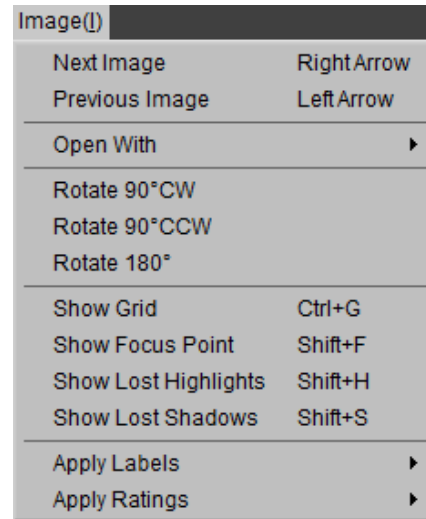 Image(I)
Next Image Right Arrow
Previous Image Left Arrow
Open With
Rotate 90°CW
Rotate 90°CCW
Rotate 180°
Show Grid Ctrl+G
Show Focus Point Shift+F
Show Lost Highlights Shift+H
Show Lost Shadows Shift+S
Apply Labels
Apply Ratings